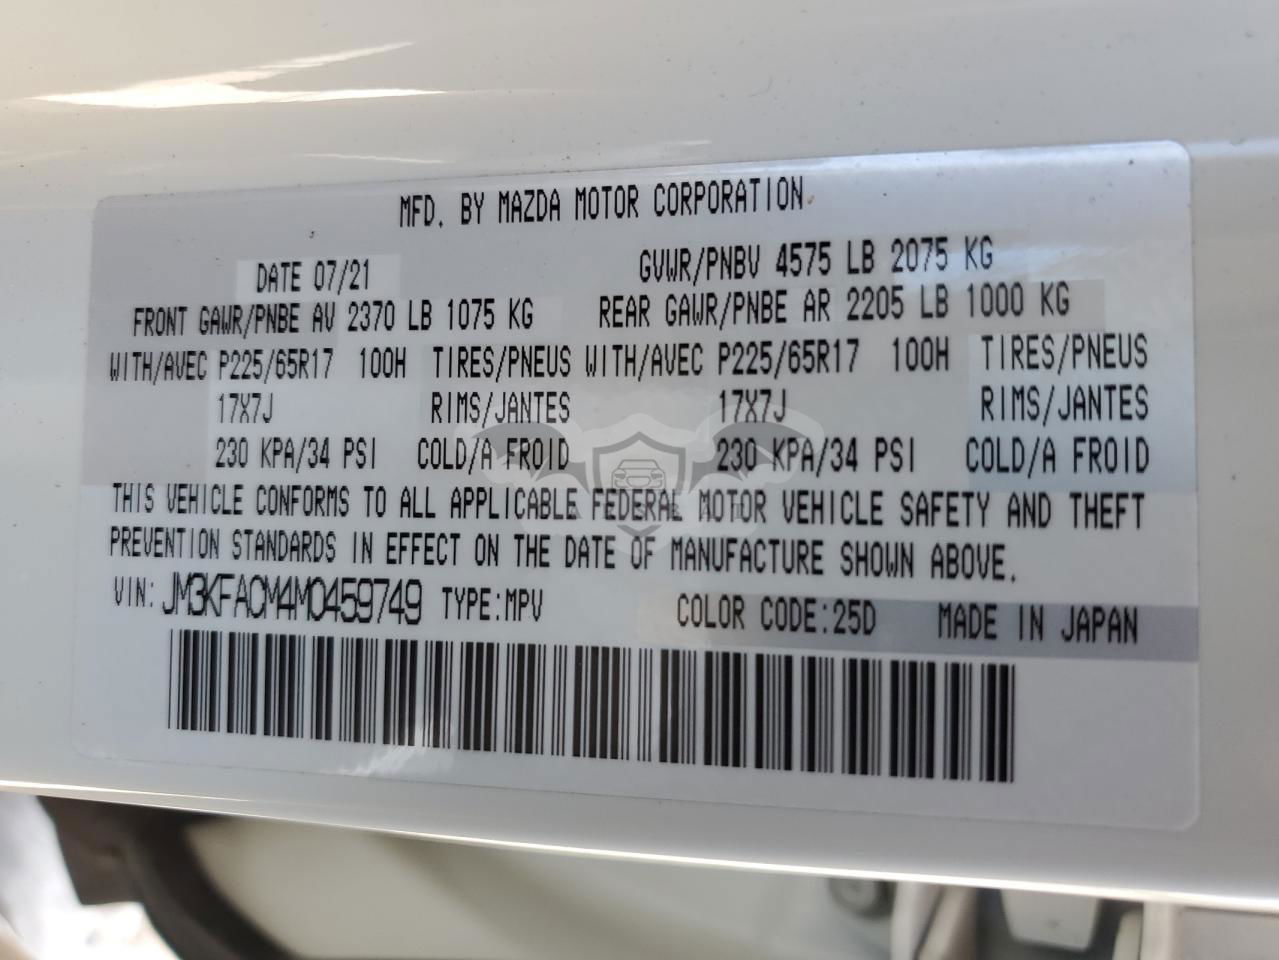 MFD. BY MAZDA MOTOR CORPORATION
DATE 07/21 GVWR/PNBV 4575 LB 2075 KG
FRONT GAWR/PNBE AV 2370 LB 1075 KG REAR GAWR/PNBE AR 2205 LB 1000 KG
WITH/AVEC P225/65R17 100H TIRES/PNEUS WITH/AVEC P225/65R17 100H TIRES/PNEUS
17X7J RIMS/JANTES 17X7J RIMS/JANTES
230 KPA/34 PSI COLD/A FROID 230 KPA/34 PSI COLD/A FROID
THIS VEHICLE CONFORMS TO ALL APPLICABLE FEDERAL MOTOR VEHICLE SAFETY AND THEFT
PREVENTION STANDARDS IN EFFECT ON THE DATE OF MANUFACTURE SHOWN ABOVE.
VIN: JM3KFACM4M0459749 TYPE:MPV COLOR CODE:25D MADE IN JAPAN